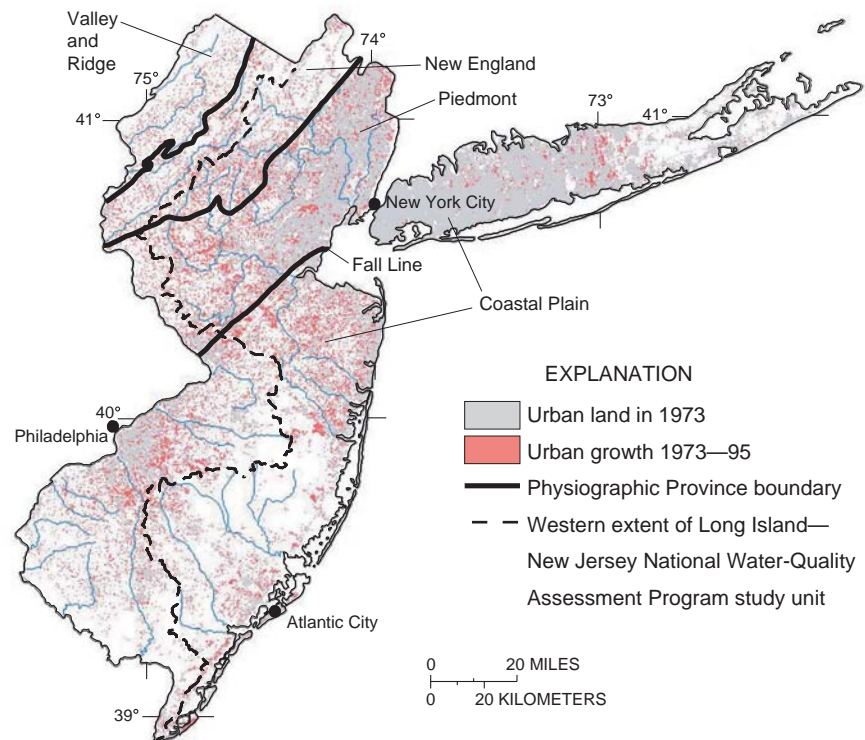 Valley
and
Ridge
74°
New England
75°
Piedmont
41°
73°
41°
New York City
Fall Line
Coastal Plain
40°
Philadelphia
Atlantic City
39°
EXPLANATION
Urban land in 1973
Urban growth 1973—95
Physiographic Province boundary
Western extent of Long Island—
New Jersey National Water-Quality
Assessment Program study unit
0 20 MILES
0 20 KILOMETERS